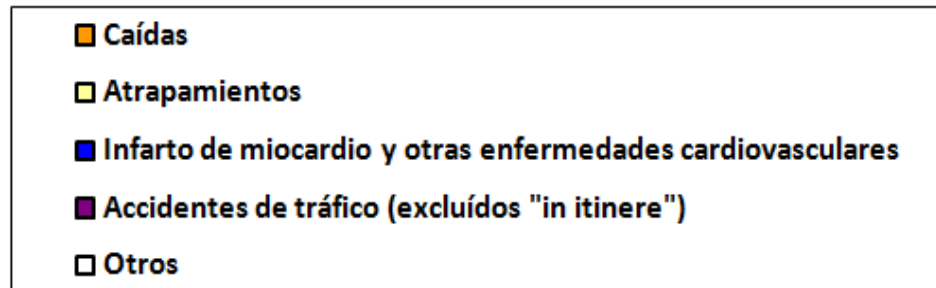 Caídas
Atrapamientos
Infarto de miocardio y otras enfermedades cardiovasculares
Accidentes de tráfico (excluídos "in itinere")
Otros